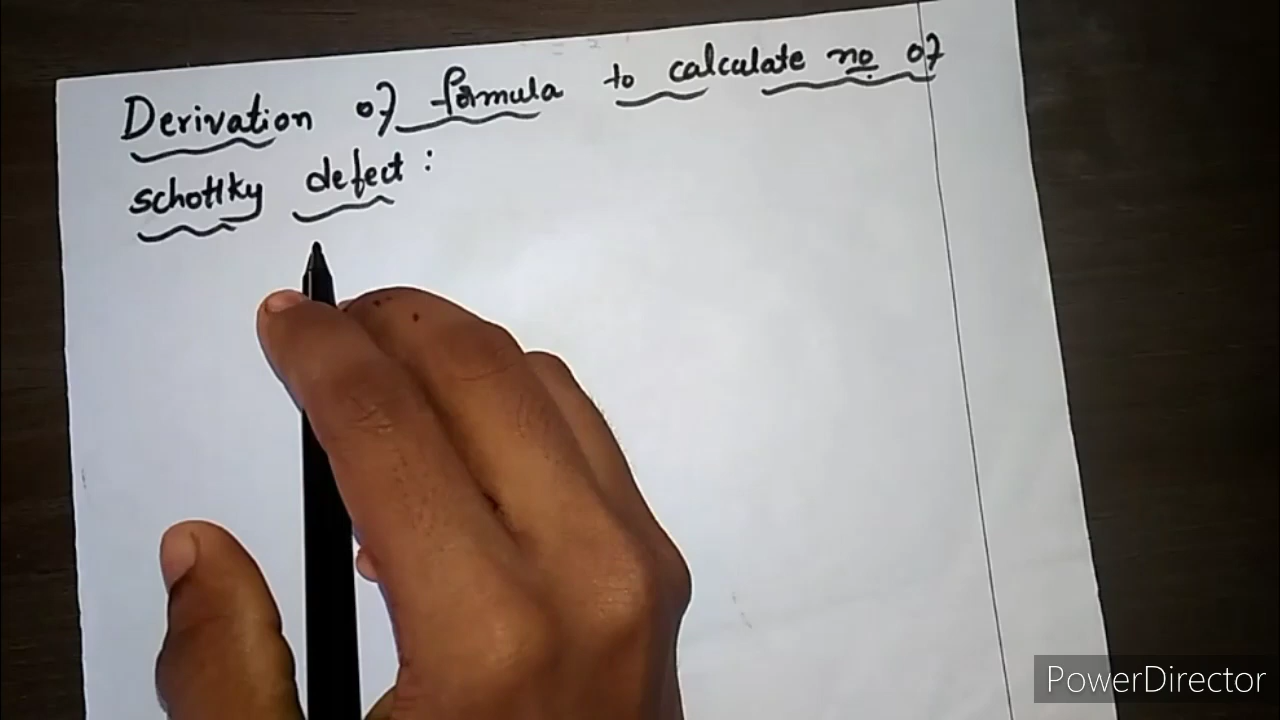 Derivation of formula to calculate no of
schottky defect :
PowerDirector